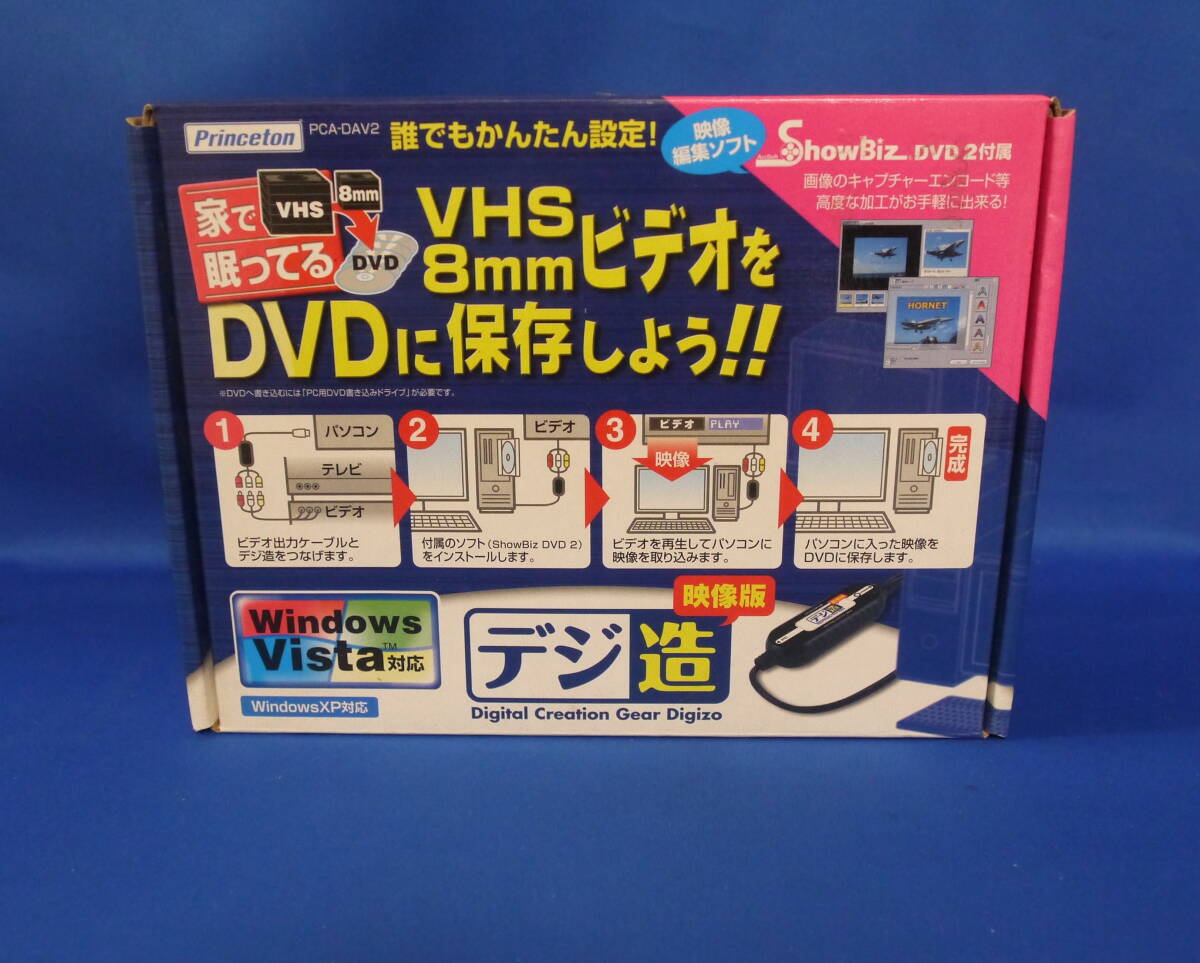 Princeton
PCA-DAV2
誰でもかんたん設定!
映像
編集ソフト
ArcSoft ShowBiz® DVD 2付属
画像のキャプチャーエンコード等
高度な加工がお手軽に出来る!
家で
眠ってる
VHS
8mm
DVD
VHS
8mm
ビデオを
DVDに保存しよう!!
※DVDへ書き込むには「PC用DVD書き込みドライブ」が必要です。
HORNET
1
パソコン
テレビ
ビデオ
ビデオ出力ケーブルと
デジ造をつなげます。
2
ビデオ
付属のソフト(ShowBiz DVD 2)
をインストールします。
3
ビデオ PLAY
映像
ビデオを再生してパソコンに
映像を取り込みます。
4
完成
パソコンに入った映像を
DVDに保存します。
Windows
Vista™対応
WindowsXP対応
デジ造
映像版
Digital Creation Gear Digizo
デジ造